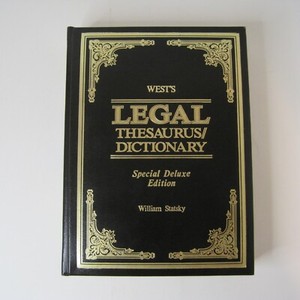 WEST'S
LEGAL
THESAURUS/
DICTIONARY
Special Deluxe
Edition
William Statsky